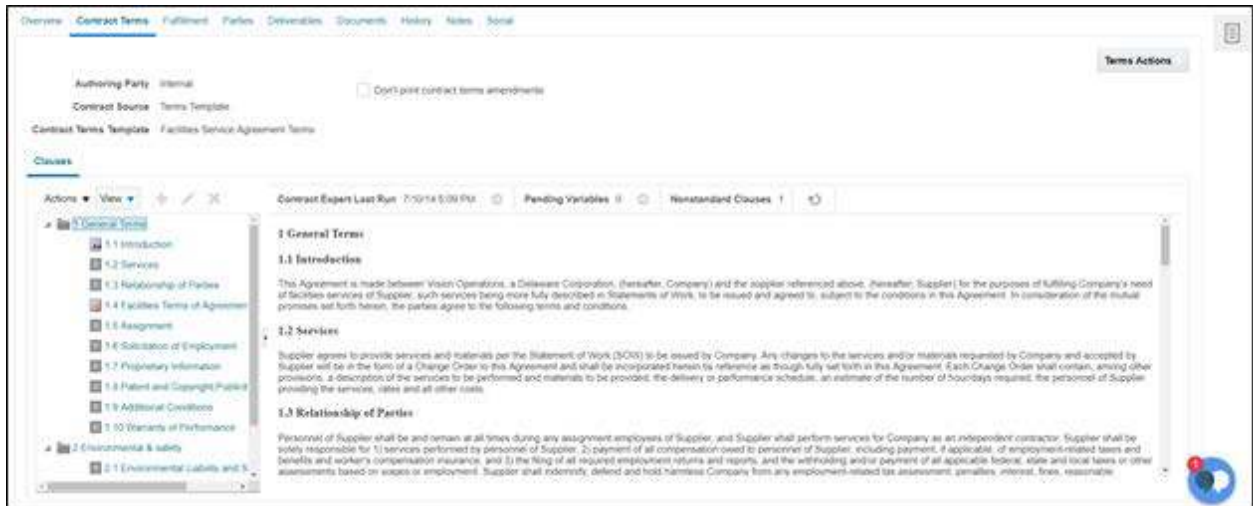 Overview Contract Terms Fulfillment Parties Deliverables Documents History Notes Social
Terms Actions
Authoring Party Internal
Don't print contract terms amendments
Contract Source Terms Template
Contract Terms Template Facilities Service Agreement Terms
Clauses
Actions View
Contract Expert Last Run 7/10/14 5:09 PM Pending Variables 0 Nonstandard Clauses 1
1 General Terms
1.1 Introduction
1.2 Services
1.3 Relationship of Parties
1.4 Facilities Terms of Agreemen
1.5 Assignment
1.6 Solicitation of Employment
1.7 Proprietary Information
1.8 Patent and Copyright Publicit
1.9 Additional Conditions
1.10 Warranty of Performance
2 Environmental & safety
2.1 Environmental Liability and S
1 General Terms
1.1 Introduction
This Agreement is made between Vision Operations, a Delaware Corporation, (hereafter, Company) and the supplier referenced above, (hereafter, Supplier) for the purposes of fulfilling Company's need
of facilities services of Supplier, such services being more fully described in Statements of Work, to be issued and agreed to, subject to the conditions in this Agreement. In consideration of the mutual
promises set forth herein, the parties agree to the following terms and conditions.
1.2 Services
Supplier agrees to provide services and materials per the Statement of Work (SOW) to be issued by Company. Any changes to the services and/or materials requested by Company and accepted by
Supplier will be in the form of a Change Order to this Agreement and shall be incorporated herein by reference as though fully set forth in this Agreement. Each Change Order shall contain, among other
provisions, a description of the services to be performed and materials to be provided, the delivery or performance schedule, an estimate of the number of hours/days required, the personnel of Supplier
providing the services, rates and all other costs.
1.3 Relationship of Parties
Personnel of Supplier shall be and remain at all times during any assignment employees of Supplier, and Supplier shall perform services for Company as an independent contractor. Supplier shall be
solely responsible for 1) services performed by personnel of Supplier, 2) payment of all compensation owed to personnel of Supplier, including payment, if applicable, of employment-related taxes and
benefits and worker's compensation insurance, and 3) the filing of all required employment returns and reports, and the withholding and/or payment of all applicable federal, state and local taxes or other
assessments based on wages or employment. Supplier shall indemnify, defend and hold harmless Company from any employment-related tax assessment, penalties, interest, fines, reasonable
1